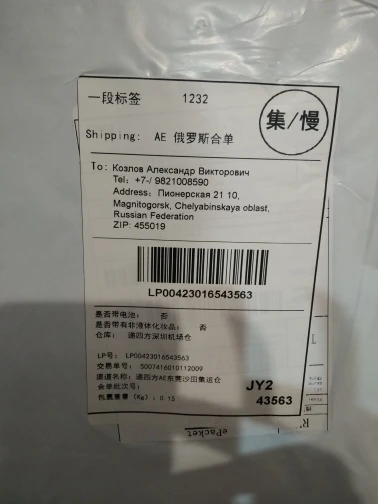 一段标签 1232
集/慢
Shipping: AE 俄罗斯合单
To: Козлов Александр Викторович
Tel: +7-/ 9821008590
Address: Пионерская 21 10,
Magnitogorsk, Chelyabinskaya oblast,
Russian Federation
ZIP: 455019
LP00423016543563
是否带电池: 否
是否带有非液体化妆品: 否
仓库: 递四方深圳机场仓
LP号: LP00423016543563
交易单号: 5007416010112009
渠道名称: 递四方AE东莞沙田集运仓
合单批次号:
包裹重量 (Kg): 0.15
JY2
43563
ePacket